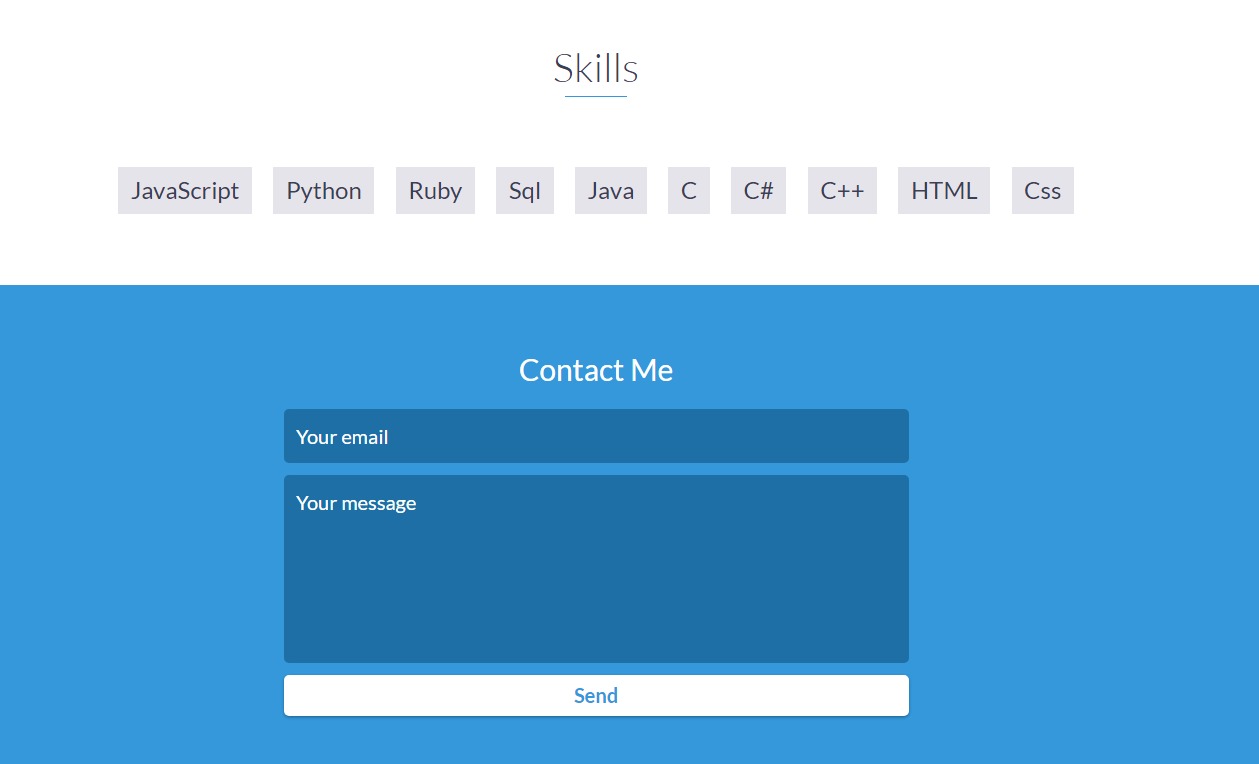 Skills
JavaScript Python Ruby Sql Java C C# C++ HTML Css
Contact Me
Your email
Your message
Send